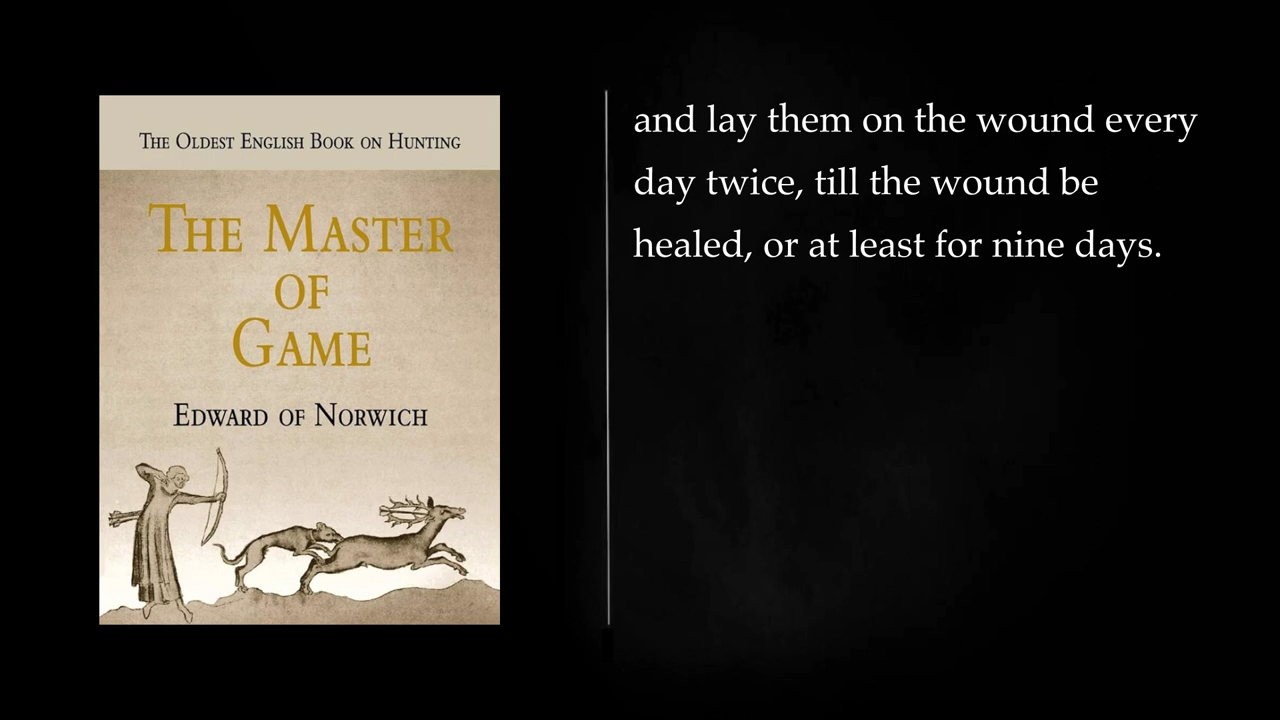 The Oldest English Book on Hunting
The Master
of
Game
Edward of Norwich
and lay them on the wound every
day twice, till the wound be
healed, or at least for nine days.